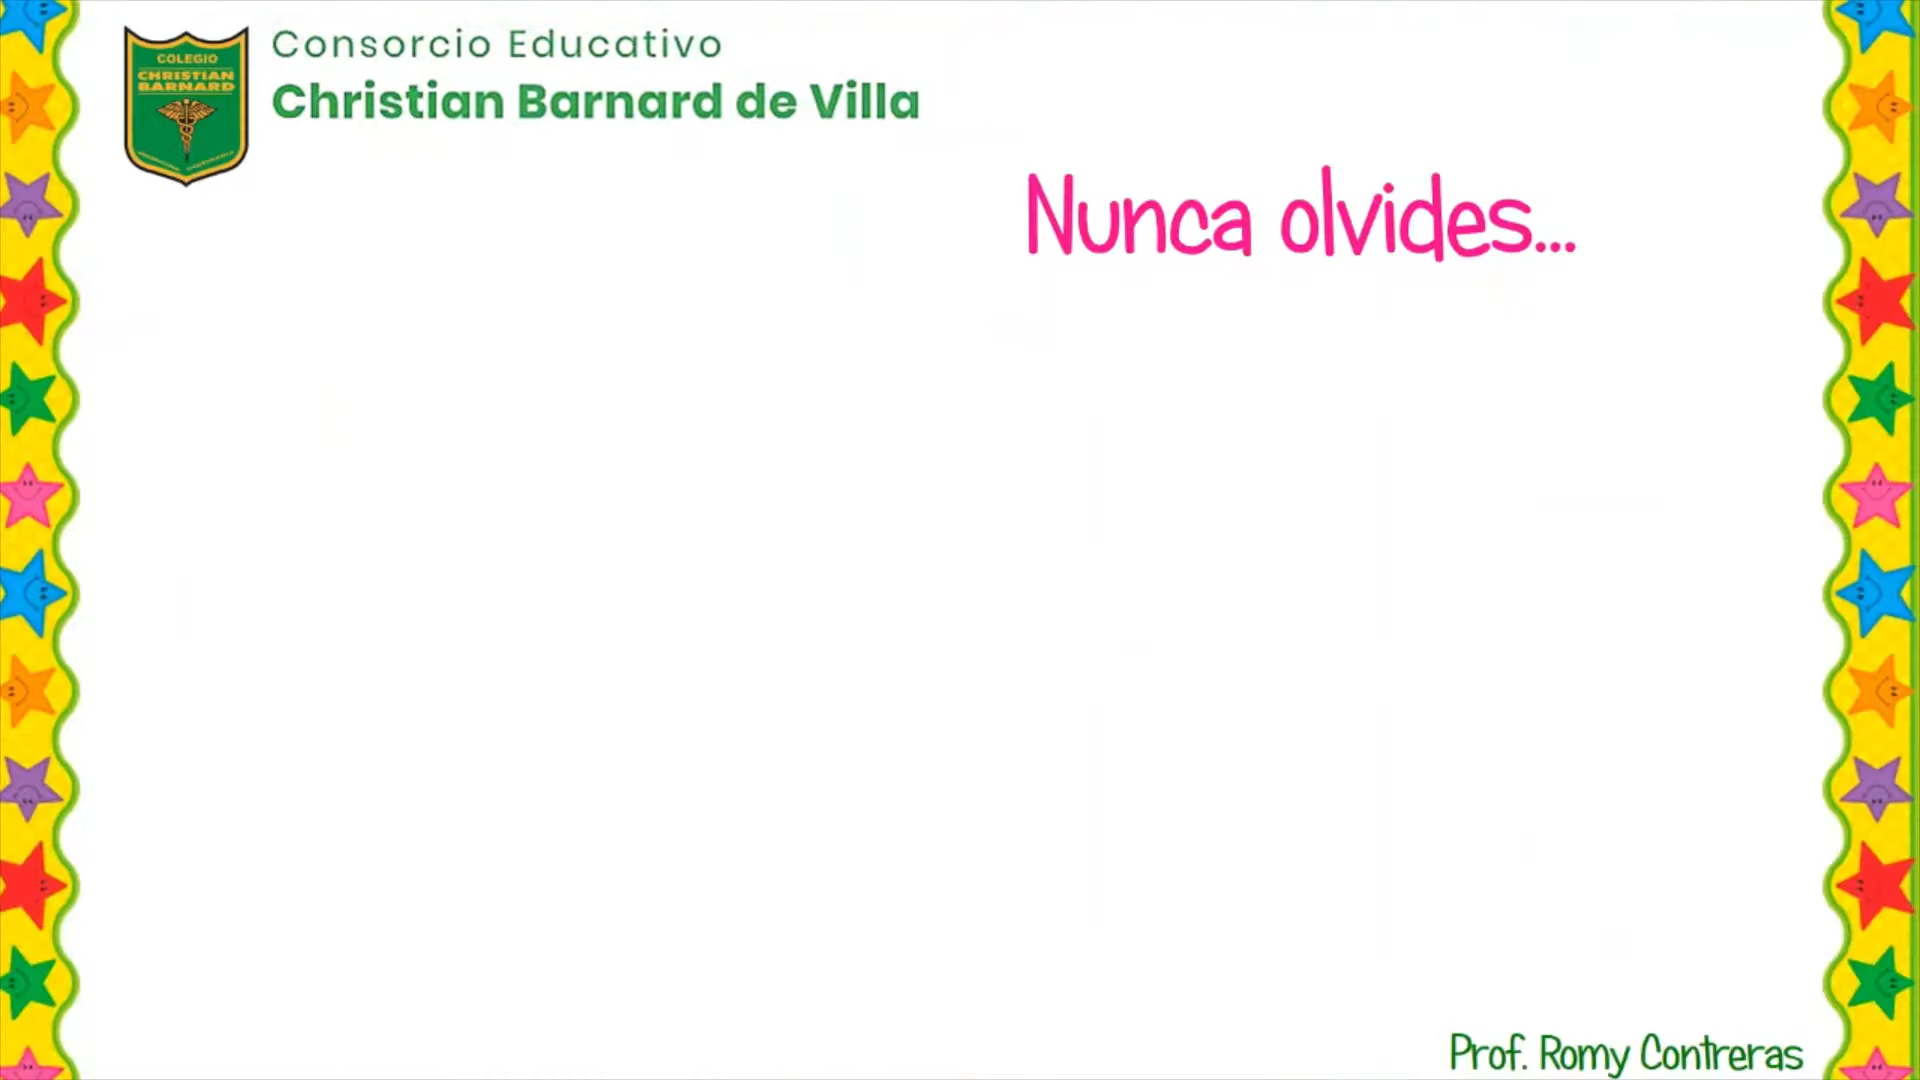 COLEGIO
CHRISTIAN
BARNARD
Consorcio Educativo
Christian Barnard de Villa
Nunca olvides...
Prof. Romy Contreras